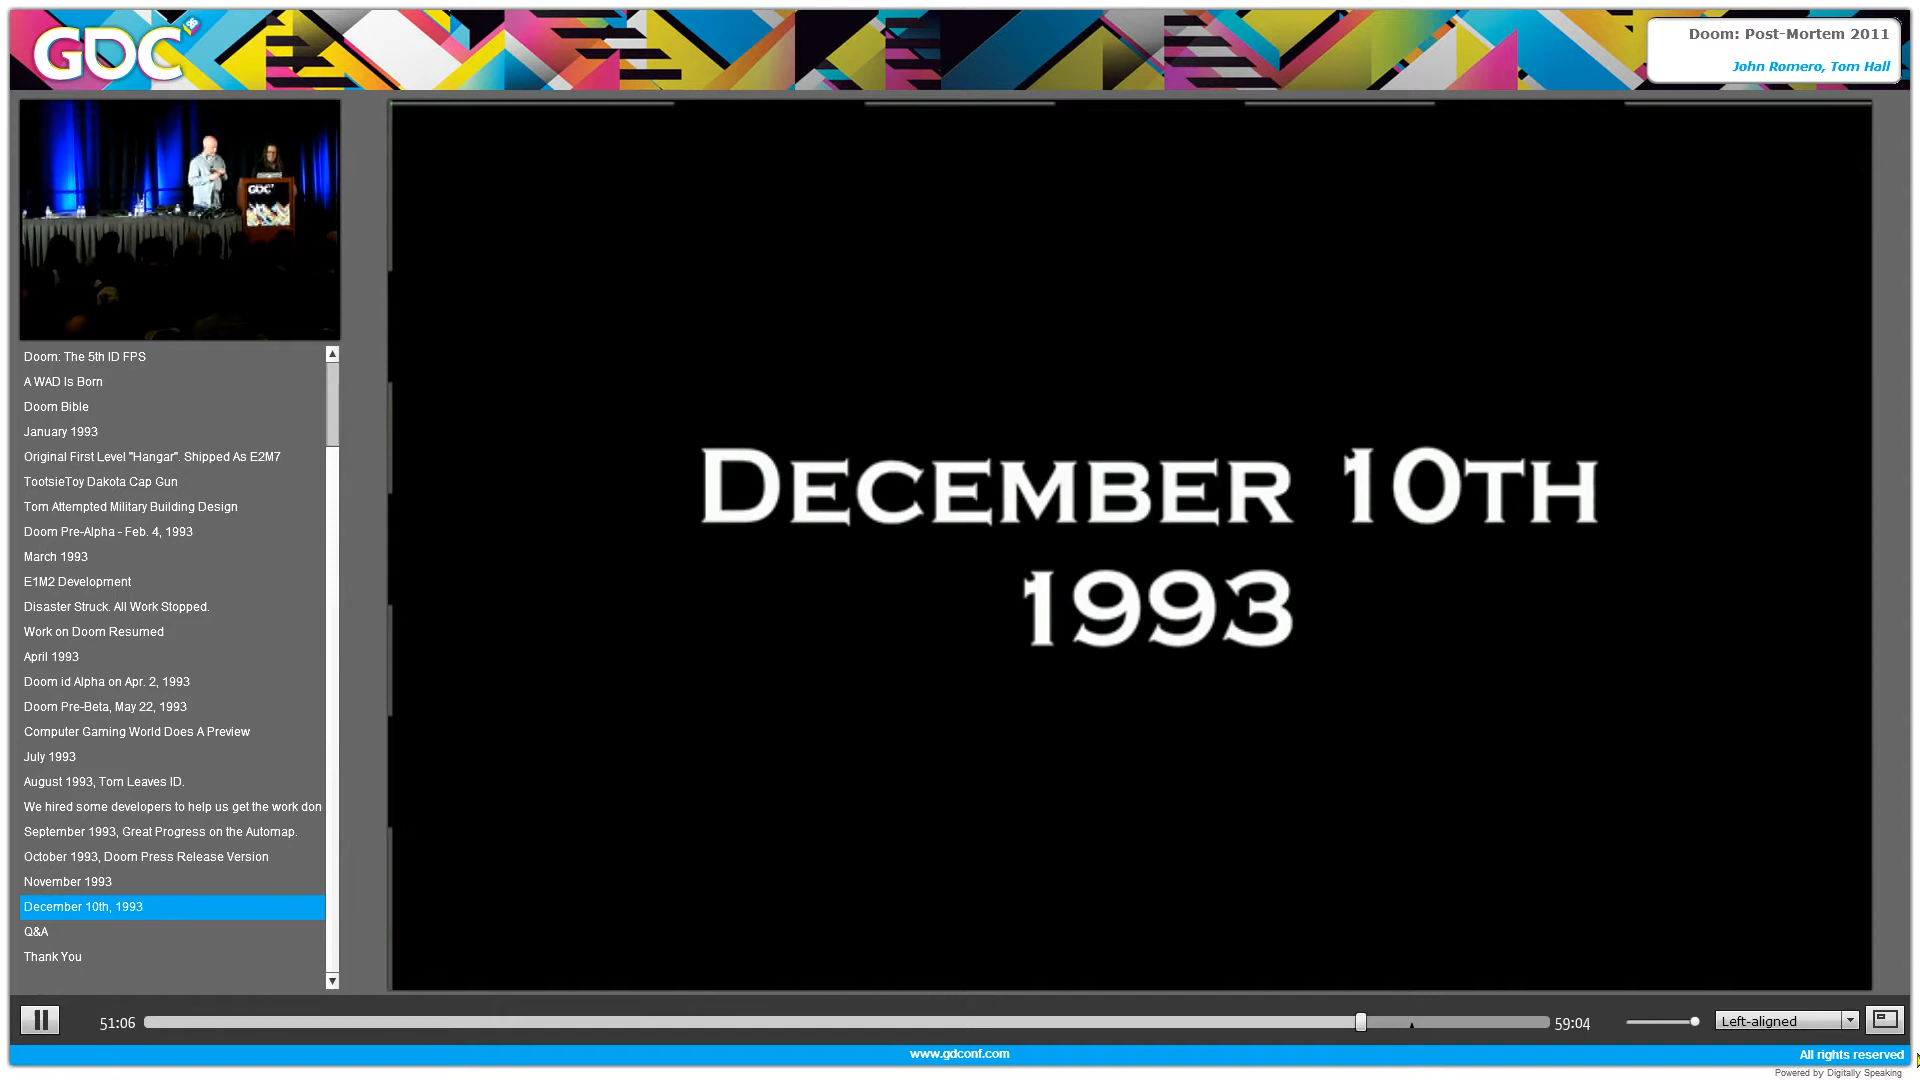 GDC 25
Doom: Post-Mortem 2011
John Romero, Tom Hall
GDC
Doom: The 5th ID FPS
A WAD Is Born
Doom Bible
January 1993
Original First Level "Hangar". Shipped As E2M7
TootsieToy Dakota Cap Gun
Tom Attempted Military Building Design
Doom Pre-Alpha - Feb. 4, 1993
March 1993
E1M2 Development
Disaster Struck. All Work Stopped.
Work on Doom Resumed
April 1993
Doom id Alpha on Apr. 2, 1993
Doom Pre-Beta, May 22, 1993
Computer Gaming World Does A Preview
July 1993
August 1993, Tom Leaves ID.
We hired some developers to help us get the work don
September 1993, Great Progress on the Automap.
October 1993, Doom Press Release Version
November 1993
December 10th, 1993
Q&A
Thank You
December 10th
1993
51:06
59:04
Left-aligned
www.gdconf.com
All rights reserved
Powered by Digitally Speaking